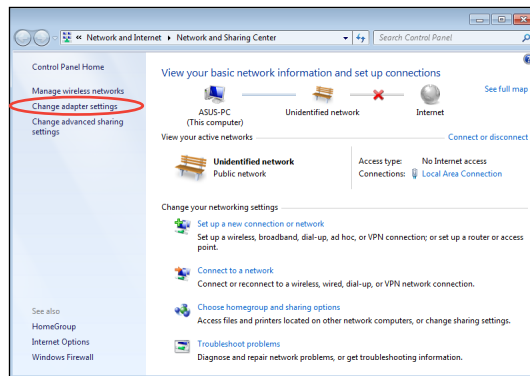 « Network and Internet ▸ Network and Sharing Center
Search Control Panel
Control Panel Home
Manage wireless networks
Change adapter settings
Change advanced sharing
settings
See also
HomeGroup
Internet Options
Windows Firewall
View your basic network information and set up connections
See full map
ASUS-PC
(This computer)
Unidentified network
Internet
View your active networks
Connect or disconnect
Unidentified network
Public network
Access type: No Internet access
Connections: Local Area Connection
Change your networking settings
Set up a new connection or network
Set up a wireless, broadband, dial-up, ad hoc, or VPN connection; or set up a router or access
point.
Connect to a network
Connect or reconnect to a wireless, wired, dial-up, or VPN network connection.
Choose homegroup and sharing options
Access files and printers located on other network computers, or change sharing settings.
Troubleshoot problems
Diagnose and repair network problems, or get troubleshooting information.